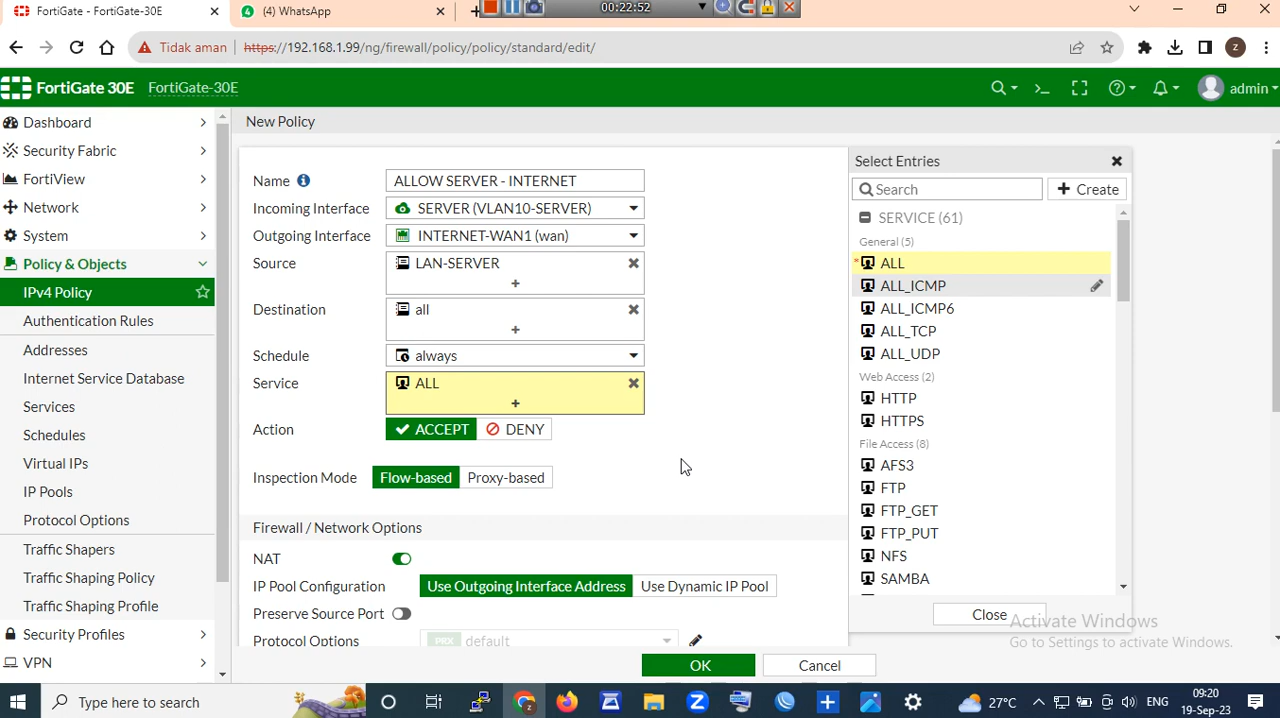 FortiGate - FortiGate-30E
(4) WhatsApp
00:22:52
Tidak aman
https://192.168.1.99/ng/firewall/policy/policy/standard/edit/
Z
FortiGate 30E
FortiGate-30E
admin
Dashboard
Security Fabric
FortiView
Network
System
Policy & Objects
IPv4 Policy
Authentication Rules
Addresses
Internet Service Database
Services
Schedules
Virtual IPs
IP Pools
Protocol Options
Traffic Shapers
Traffic Shaping Policy
Traffic Shaping Profile
Security Profiles
VPN
New Policy
Name
ALLOW SERVER - INTERNET
Incoming Interface
SERVER (VLAN10-SERVER)
Outgoing Interface
INTERNET-WAN1 (wan)
Source
LAN-SERVER
Destination
all
Schedule
always
Service
ALL
Action
ACCEPT
DENY
Inspection Mode
Flow-based
Proxy-based
Firewall / Network Options
NAT
IP Pool Configuration
Use Outgoing Interface Address
Use Dynamic IP Pool
Preserve Source Port
Protocol Options
PRX default
OK
Cancel
Select Entries
Search
Create
SERVICE (61)
General (5)
ALL
ALL_ICMP
ALL_ICMP6
ALL_TCP
ALL_UDP
Web Access (2)
HTTP
HTTPS
File Access (8)
AFS3
FTP
FTP_GET
FTP_PUT
NFS
SAMBA
Close
Activate Windows
Go to Settings to activate Windows.
Type here to search
27°C
ENG
09:20
19-Sep-23